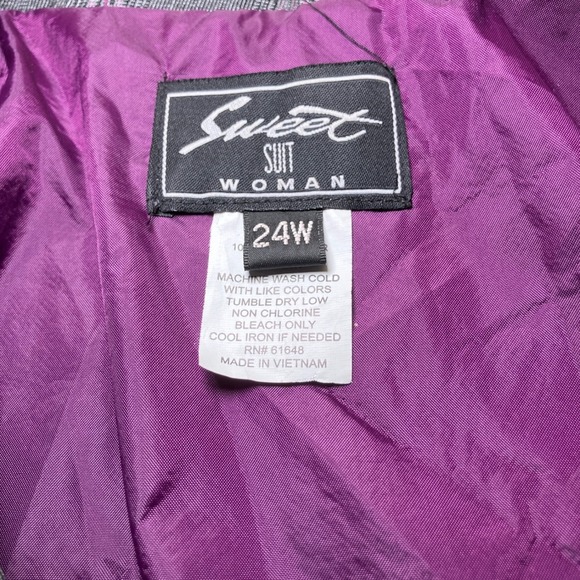 Sweet
SUIT
WOMAN
24W
MACHINE WASH COLD
WITH LIKE COLORS
TUMBLE DRY LOW
NON CHLORINE
BLEACH ONLY
COOL IRON IF NEEDED
RN# 61648
MADE IN VIETNAM